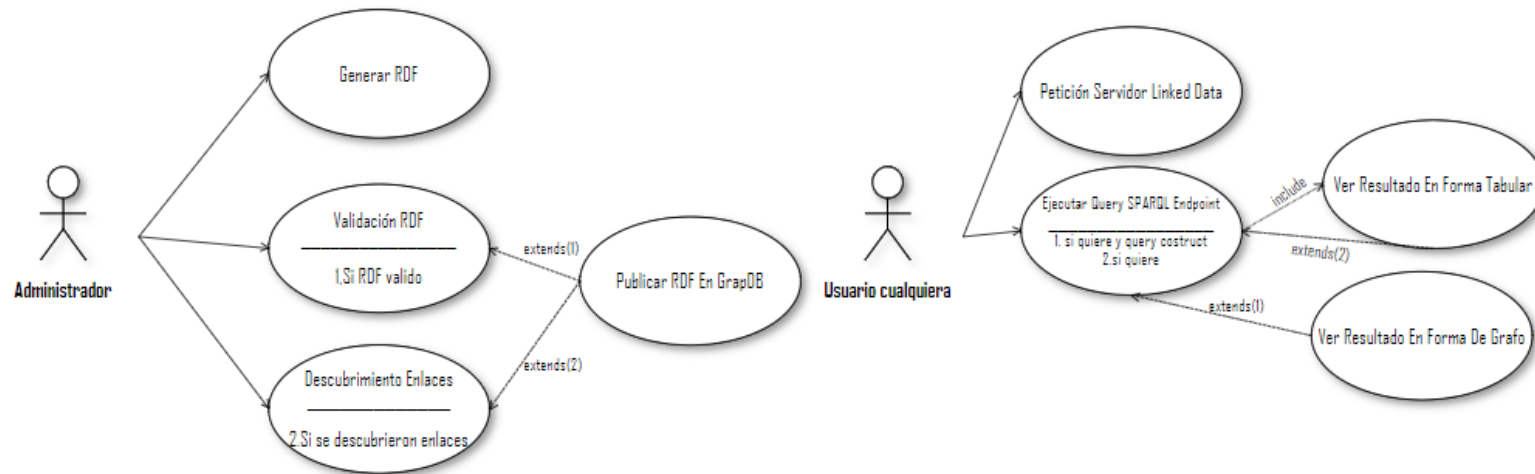 Generar RDF
Validación RDF
1,Si RDF valido
extends(1)
Publicar RDF En GrapDB
Administrador
extends(2)
Descubrimiento Enlaces
2.Si se descubrieron enlaces
Petición Servidor Linked Data
Ejecutar Query SPARQL Endpoint
1. si quiere y query costruct
2.si quiere
include
Ver Resultado En Forma Tabular
extends(2)
Usuario cualquiera
extends(1)
Ver Resultado En Forma De Grafo